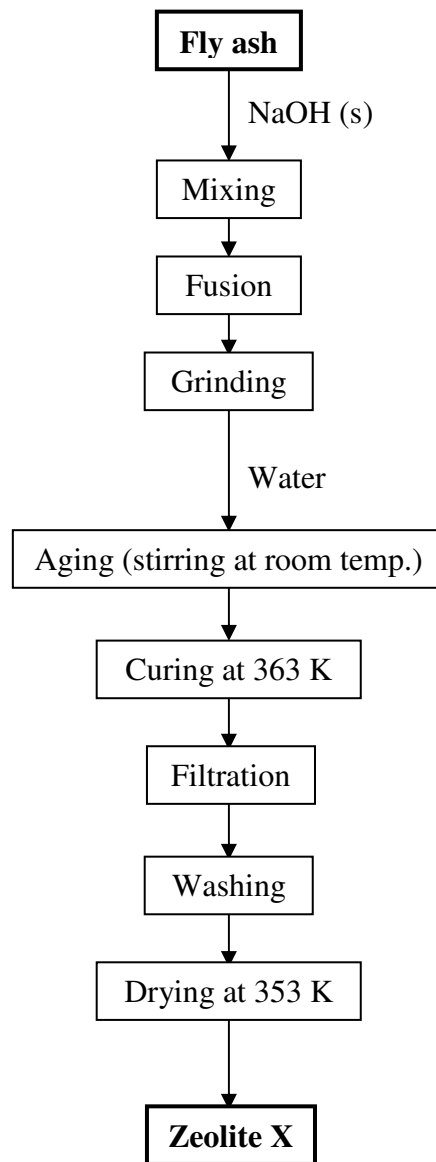 Fly ash
NaOH (s)
Mixing
Fusion
Grinding
Water
Aging (stirring at room temp.)
Curing at 363 K
Filtration
Washing
Drying at 353 K
Zeolite X